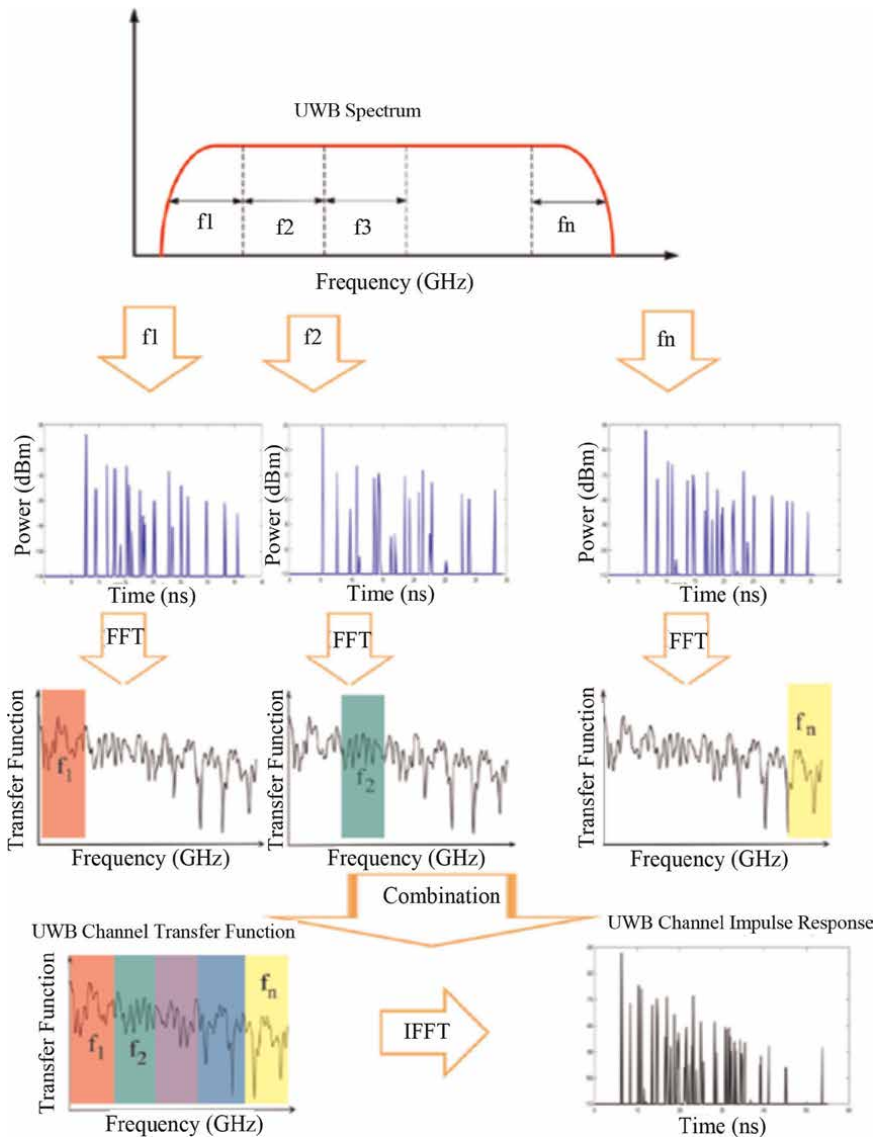 UWB Spectrum
f1
f2
f3
fn
Frequency (GHz)
f1
f2
fn
Power (dBm)
Time (ns)
Power (dBm)
Time (ns)
Power (dBm)
Time (ns)
FFT
FFT
FFT
Transfer Function
f1
Frequency (GHz)
Transfer Function
f2
Frequency (GHz)
Transfer Function
fn
Frequency (GHz)
Combination
UWB Channel Transfer Function
Transfer Function
f1
f2
fn
Frequency (GHz)
IFFT
UWB Channel Impulse Response
Power (dBm)
Time (ns)